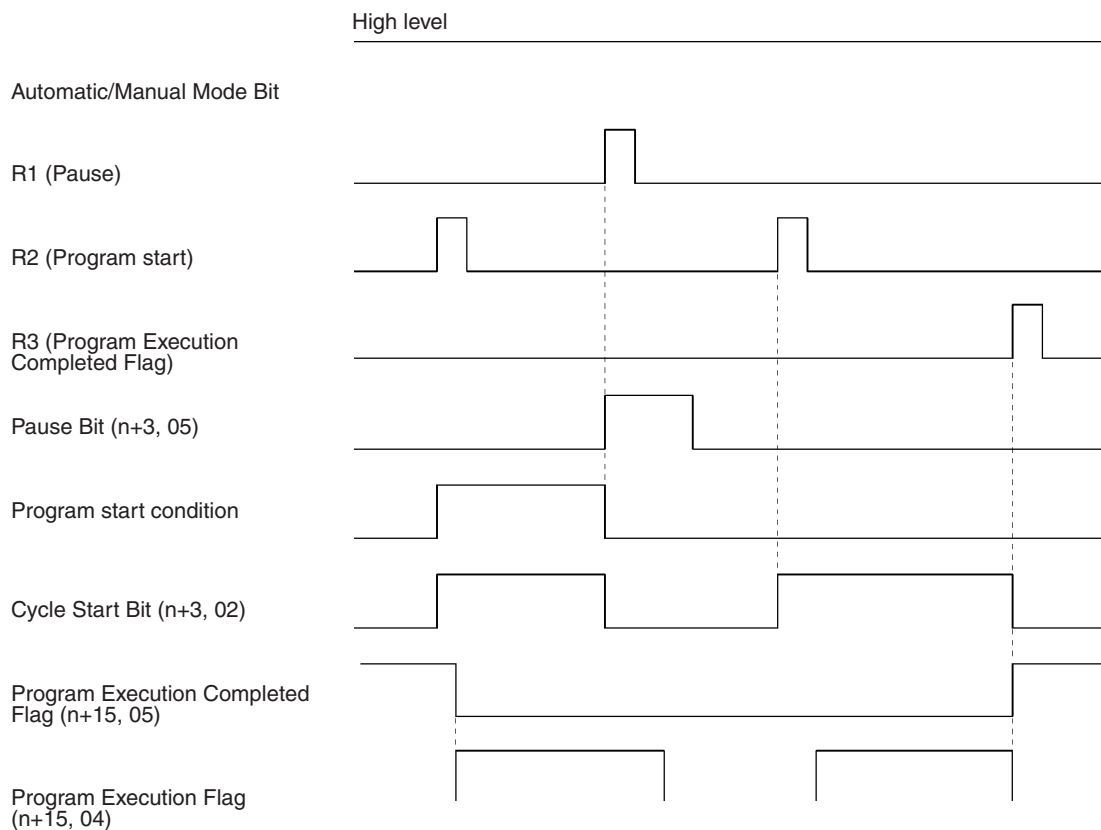 High level
Automatic/Manual Mode Bit
R1 (Pause)
R2 (Program start)
R3 (Program Execution
Completed Flag)
Pause Bit (n+3, 05)
Program start condition
Cycle Start Bit (n+3, 02)
Program Execution Completed
Flag (n+15, 05)
Program Execution Flag
(n+15, 04)